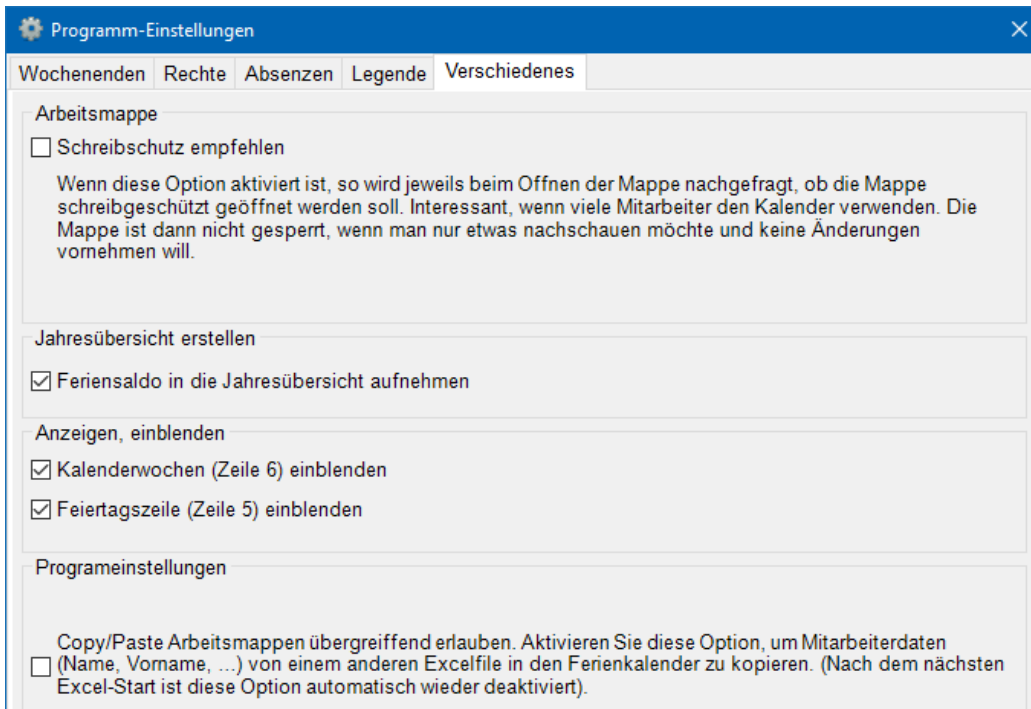 Programm-Einstellungen
Wochenenden Rechte Absenzen Legende Verschiedenes
Arbeitsmappe
Schreibschutz empfehlen
Wenn diese Option aktiviert ist, so wird jeweils beim Öffnen der Mappe nachgefragt, ob die Mappe
schreibgeschützt geöffnet werden soll. Interessant, wenn viele Mitarbeiter den Kalender verwenden. Die
Mappe ist dann nicht gesperrt, wenn man nur etwas nachschauen möchte und keine Änderungen
vornehmen will.
Jahresübersicht erstellen
Feriensaldo in die Jahresübersicht aufnehmen
Anzeigen, einblenden
Kalenderwochen (Zeile 6) einblenden
Feiertagszeile (Zeile 5) einblenden
Programeinstellungen
Copy/Paste Arbeitsmappen übergreiffend erlauben. Aktivieren Sie diese Option, um Mitarbeiterdaten
(Name, Vorname, ...) von einem anderen Excelfile in den Ferienkalender zu kopieren. (Nach dem nächsten
Excel-Start ist diese Option automatisch wieder deaktiviert).